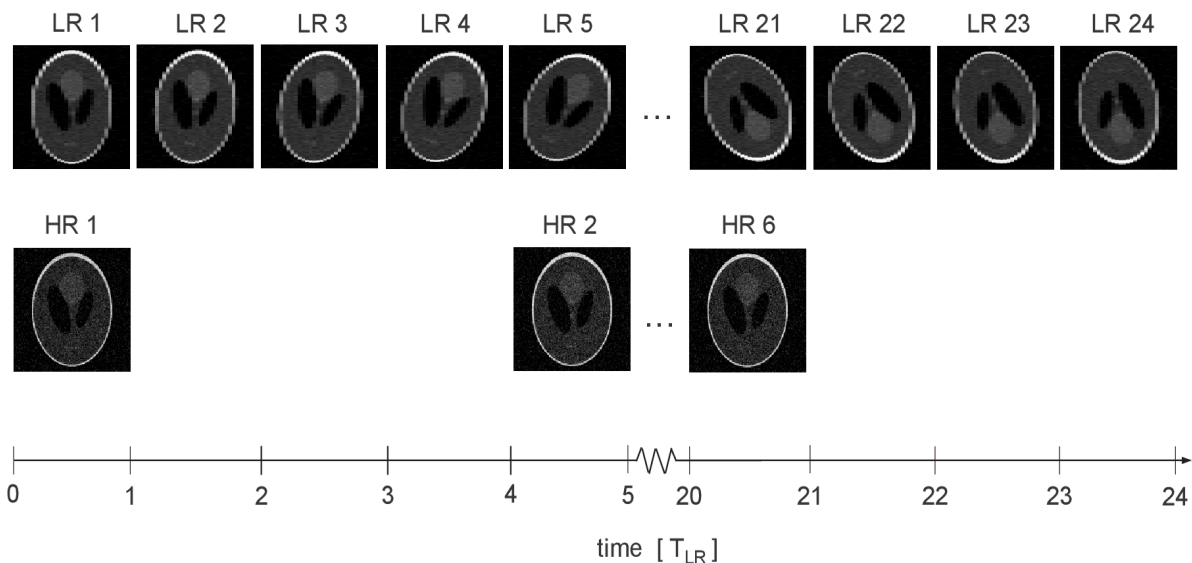 LR 1 LR 2 LR 3 LR 4 LR 5 LR 21 LR 22 LR 23 LR 24
...
HR 1 HR 2 HR 6
...
0 1 2 3 4 5 20 21 22 23 24
time [ T_LR ]